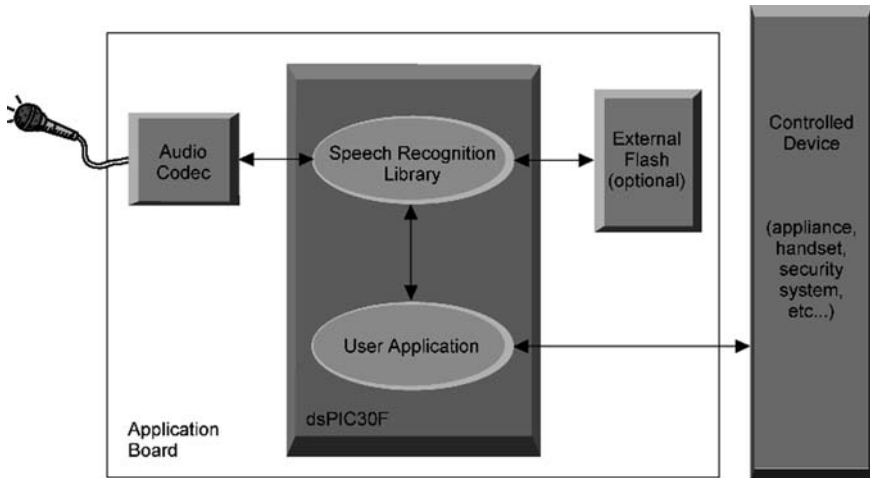 Audio
Codec
Speech Recognition
Library
External
Flash
(optional)
Controlled
Device
(appliance,
handset,
security
system,
etc...)
User Application
dsPIC30F
Application
Board